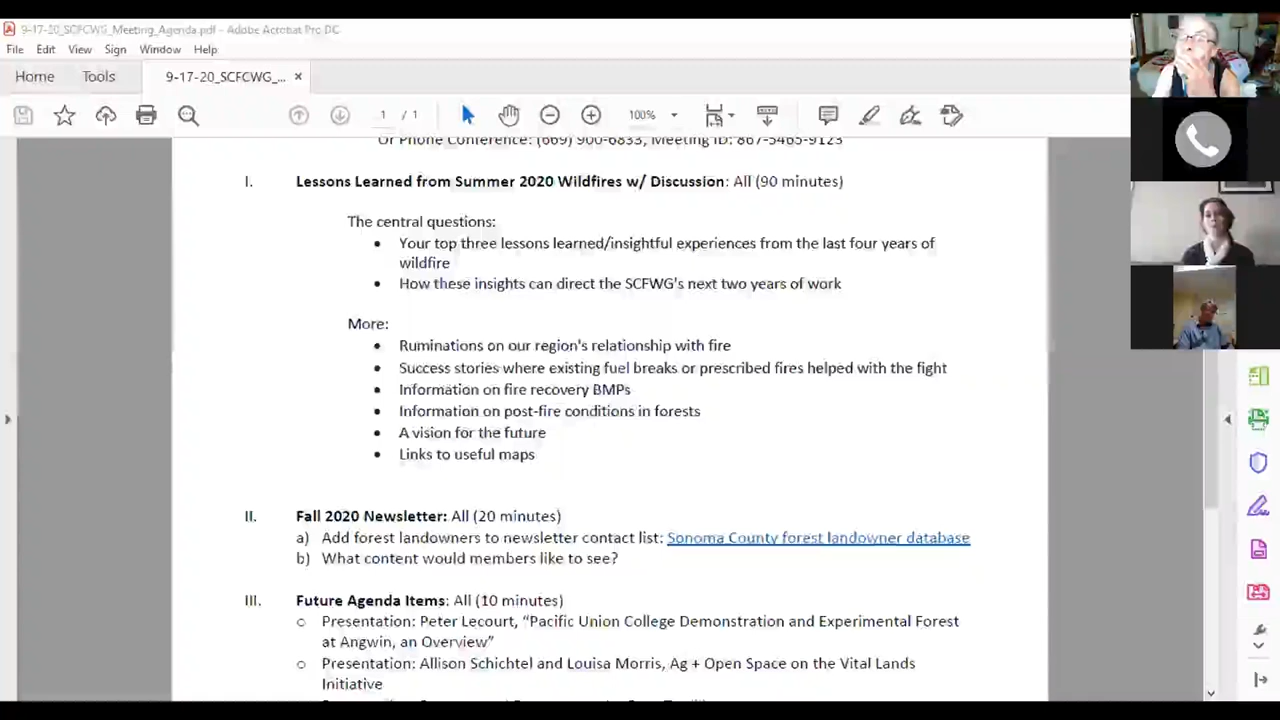 9-17-20_SCFCWG_Meeting_Agenda.pdf - Adobe Acrobat Pro DC
File Edit View Sign Window Help
Home Tools 9-17-20_SCFCWG_... ×
1 / 1 100%
Or Phone Conference: (669) 900-6833, Meeting ID: 867-5465-9123
I. Lessons Learned from Summer 2020 Wildfires w/ Discussion: All (90 minutes)
The central questions:
• Your top three lessons learned/insightful experiences from the last four years of
wildfire
• How these insights can direct the SCFWG's next two years of work
More:
• Ruminations on our region's relationship with fire
• Success stories where existing fuel breaks or prescribed fires helped with the fight
• Information on fire recovery BMPs
• Information on post-fire conditions in forests
• A vision for the future
• Links to useful maps
II. Fall 2020 Newsletter: All (20 minutes)
a) Add forest landowners to newsletter contact list: Sonoma County forest landowner database
b) What content would members like to see?
III. Future Agenda Items: All (10 minutes)
○ Presentation: Peter Lecourt, “Pacific Union College Demonstration and Experimental Forest
at Angwin, an Overview”
○ Presentation: Allison Schichtel and Louisa Morris, Ag + Open Space on the Vital Lands
Initiative